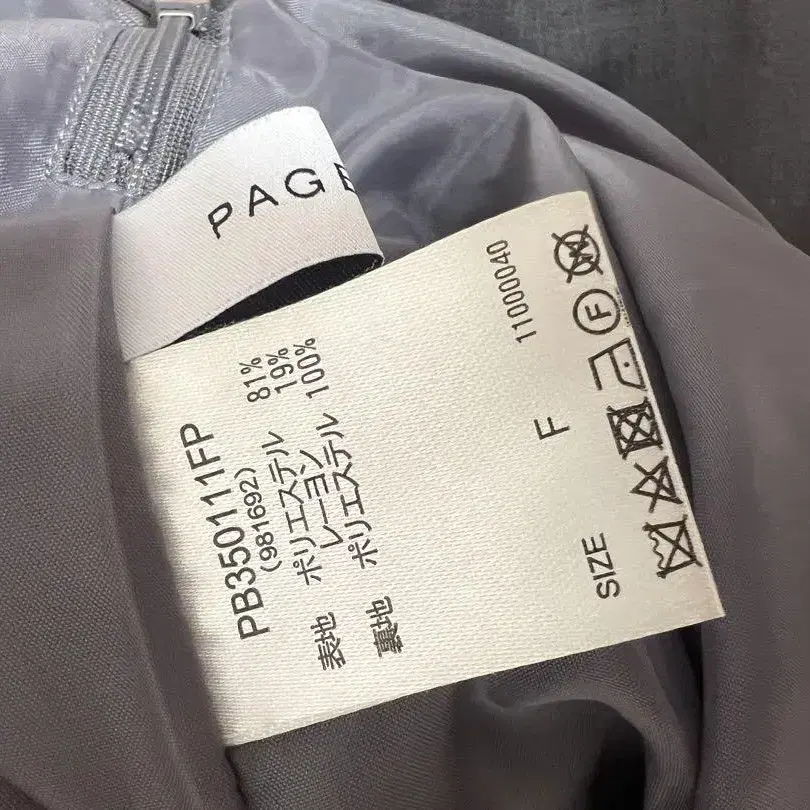 PAGE
PB350111FP
(981692)
表地 ポリエステル 81%
レーヨン 19%
裏地 ポリエステル 100%
SIZE F
11000040
F
W